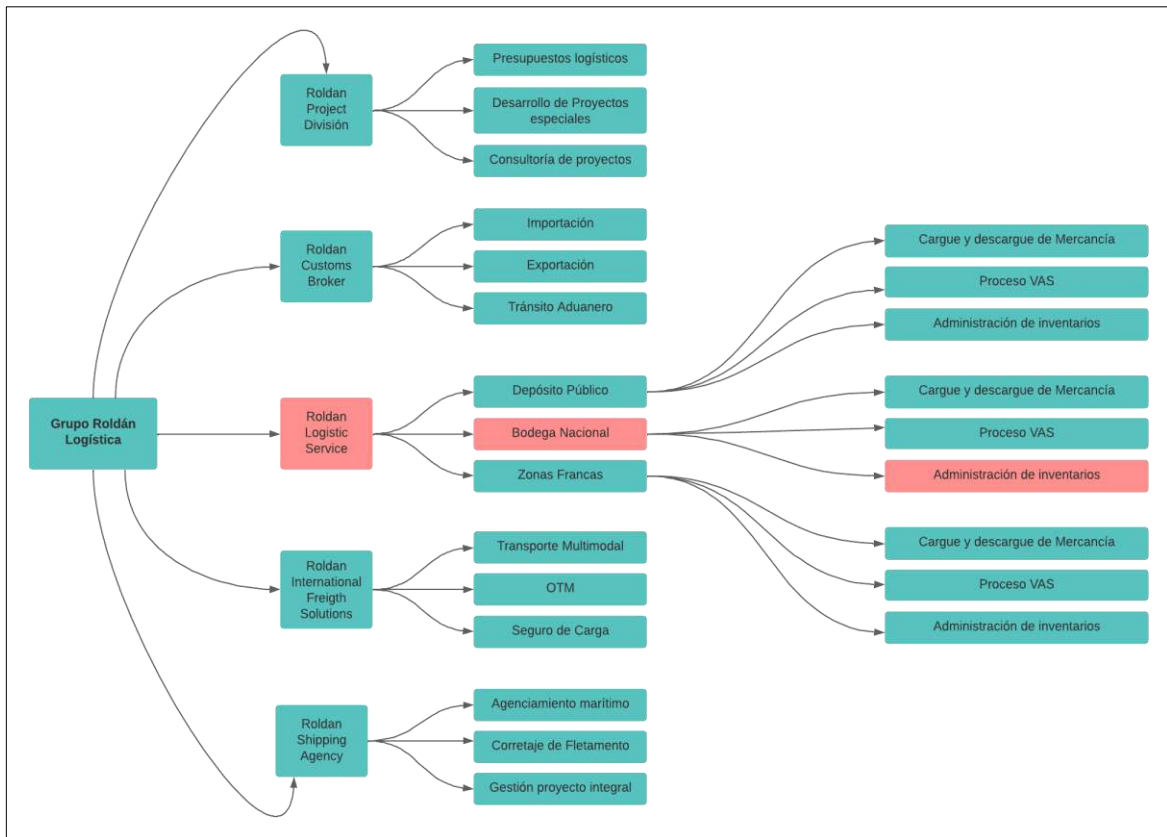 Grupo Roldán
Logística
Roldan
Project
División
Presupuestos logísticos
Desarrollo de Proyectos
especiales
Consultoría de proyectos
Roldan
Customs
Broker
Importación
Exportación
Tránsito Aduanero
Roldan
Logistic
Service
Depósito Público
Bodega Nacional
Zonas Francas
Cargue y descargue de Mercancía
Proceso VAS
Administración de inventarios
Cargue y descargue de Mercancía
Proceso VAS
Administración de inventarios
Cargue y descargue de Mercancía
Proceso VAS
Administración de inventarios
Roldan
International
Freigth
Solutions
Transporte Multimodal
OTM
Seguro de Carga
Roldan
Shipping
Agency
Agenciamiento marítimo
Corretaje de Fletamento
Gestión proyecto integral